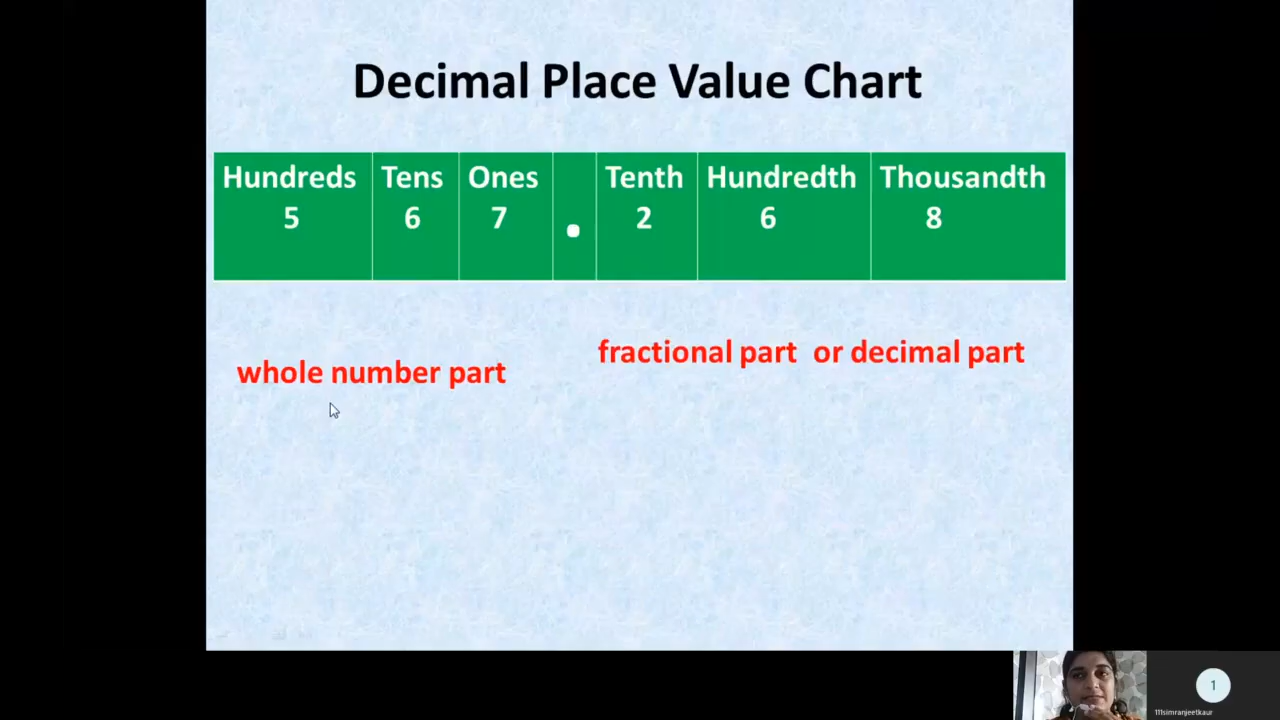 Decimal Place Value Chart
Hundreds Tens Ones Tenth Hundredth Thousandth
5 6 7 . 2 6 8
fractional part or decimal part
whole number part
1
111simranjeetkaur